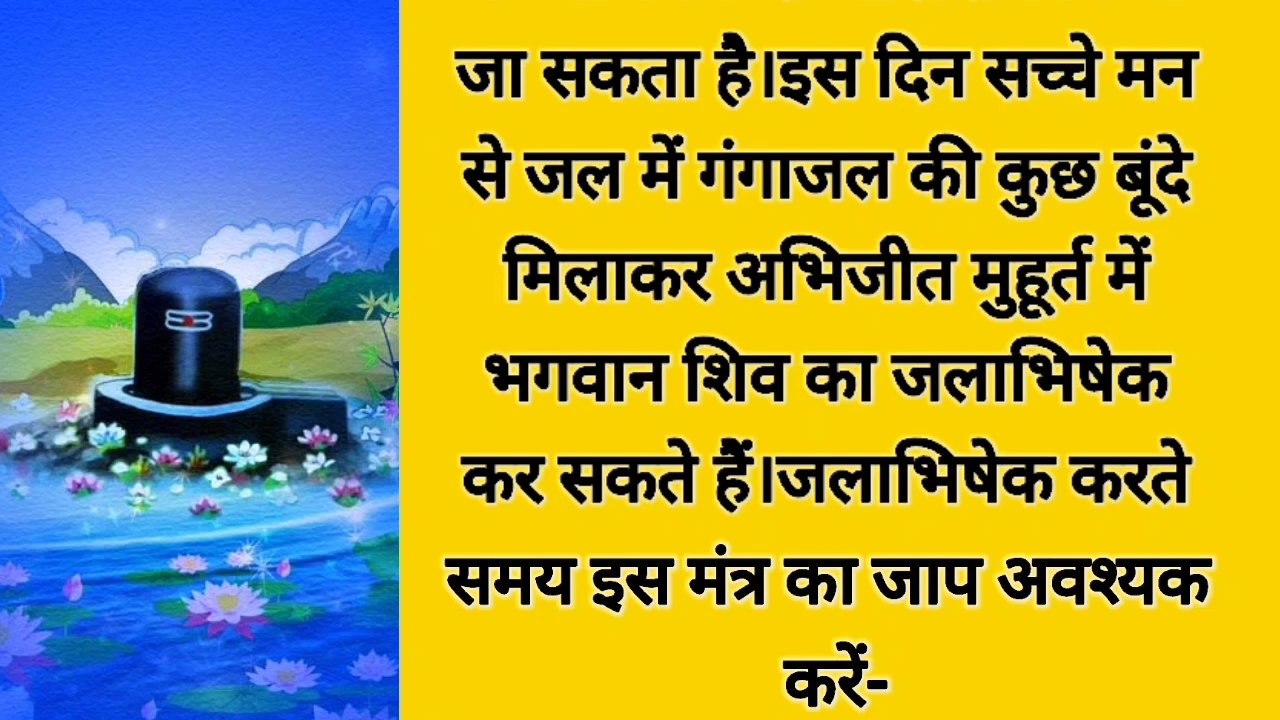 जा सकता है।इस दिन सच्चे मन
से जल में गंगाजल की कुछ बूंदे
मिलाकर अभिजीत मुहूर्त में
भगवान शिव का जलाभिषेक
कर सकते हैं।जलाभिषेक करते
समय इस मंत्र का जाप अवश्यक
करें-